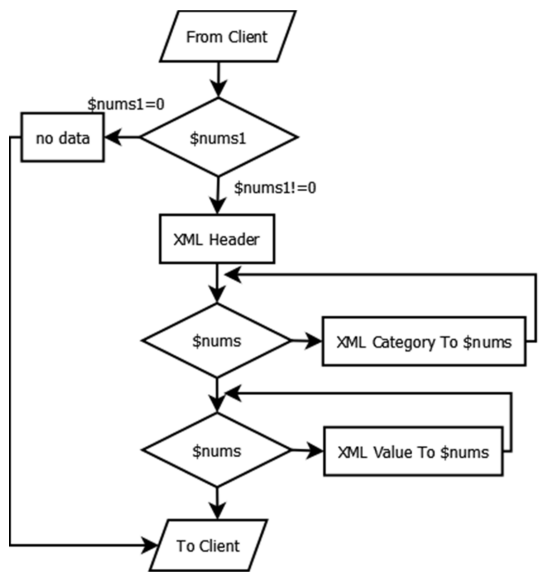 From Client
$nums1=0
no data
$nums1
$nums1!=0
XML Header
$nums
XML Category To $nums
$nums
XML Value To $nums
To Client